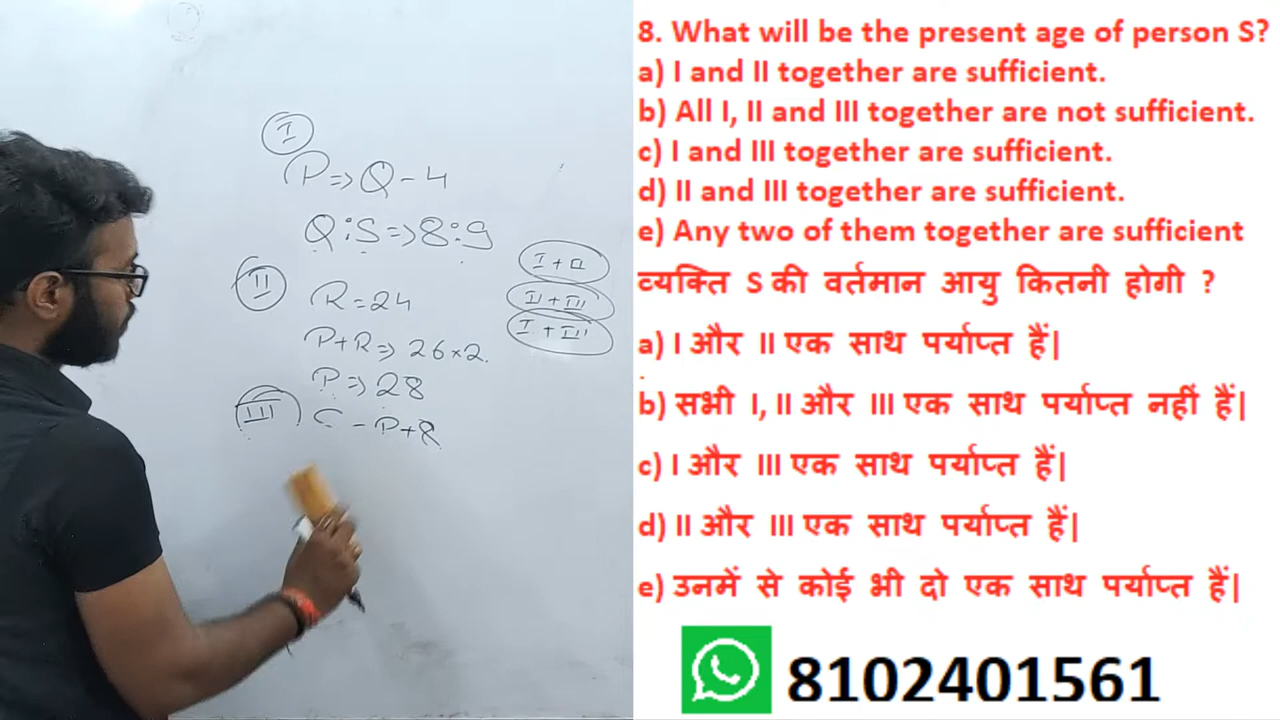 I
P => Q - 4
Q : S => 8 : 9
II
R = 24
P+R => 26 × 2.
P => 28
III
S = P+8
I + II
II + III
I + III
8. What will be the present age of person S?
a) I and II together are sufficient.
b) All I, II and III together are not sufficient.
c) I and III together are sufficient.
d) II and III together are sufficient.
e) Any two of them together are sufficient
व्यक्ति S की वर्तमान आयु कितनी होगी ?
a) I और II एक साथ पर्याप्त हैं|
b) सभी I, II और III एक साथ पर्याप्त नहीं हैं|
c) I और III एक साथ पर्याप्त हैं|
d) II और III एक साथ पर्याप्त हैं|
e) उनमें से कोई भी दो एक साथ पर्याप्त हैं|
8102401561